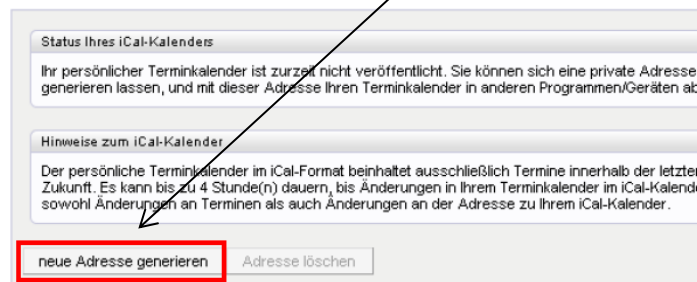 Status Ihres iCal-Kalenders
Ihr persönlicher Terminkalender ist zurzeit nicht veröffentlicht. Sie können sich eine private Adresse
generieren lassen, und mit dieser Adresse Ihren Terminkalender in anderen Programmen/Geräten
Hinweise zum iCal-Kalender
Der persönliche Terminkalender im iCal-Format beinhaltet ausschließlich Termine innerhalb der
Zukunft. Es kann bis zu 4 Stunde(n) dauern, bis Änderungen in Ihrem Terminkalender im
sowohl Änderungen an Terminen als auch Änderungen an der Adresse zu Ihrem iCal-Kalender.
neue Adresse generieren Adresse löschen